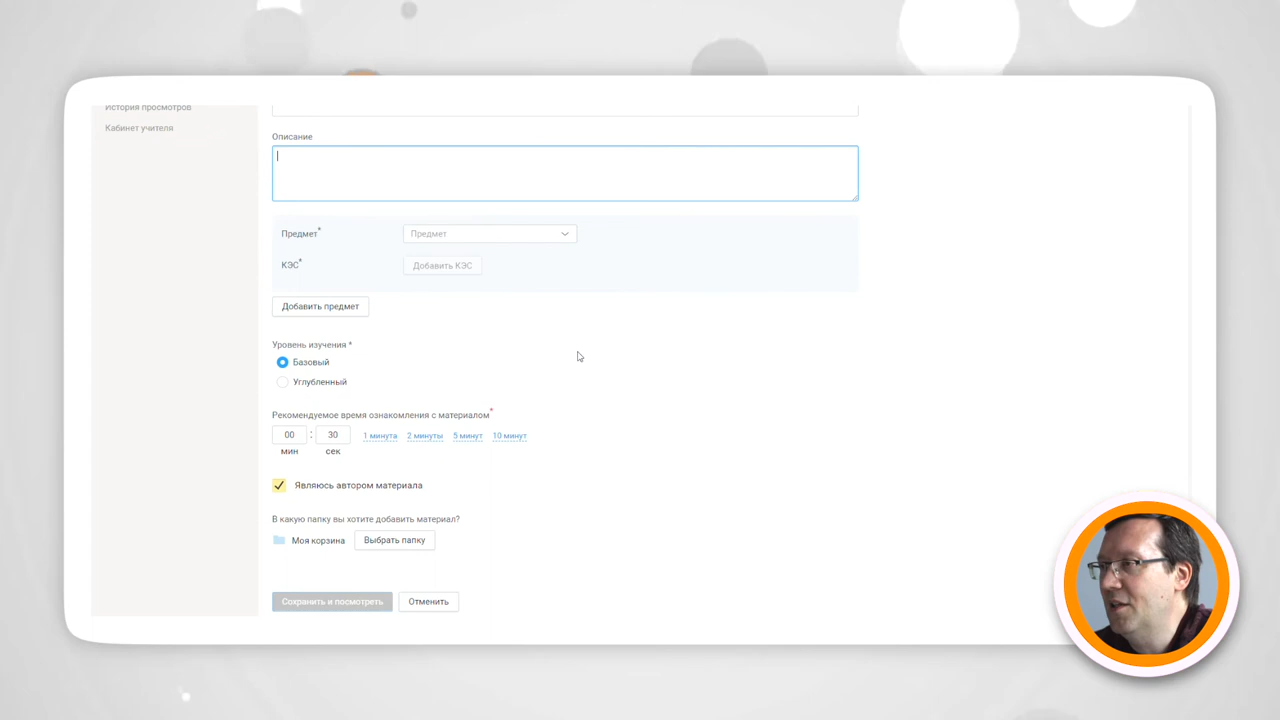 История просмотров
Кабинет учителя
Описание
Предмет* Предмет
КЭС* Добавить КЭС
Добавить предмет
Уровень изучения *
Базовый
Углубленный
Рекомендуемое время ознакомления с материалом*
00 : 30 1 минута 2 минуты 5 минут 10 минут
мин сек
Являюсь автором материала
В какую папку вы хотите добавить материал?
Моя корзина Выбрать папку
Сохранить и посмотреть Отменить